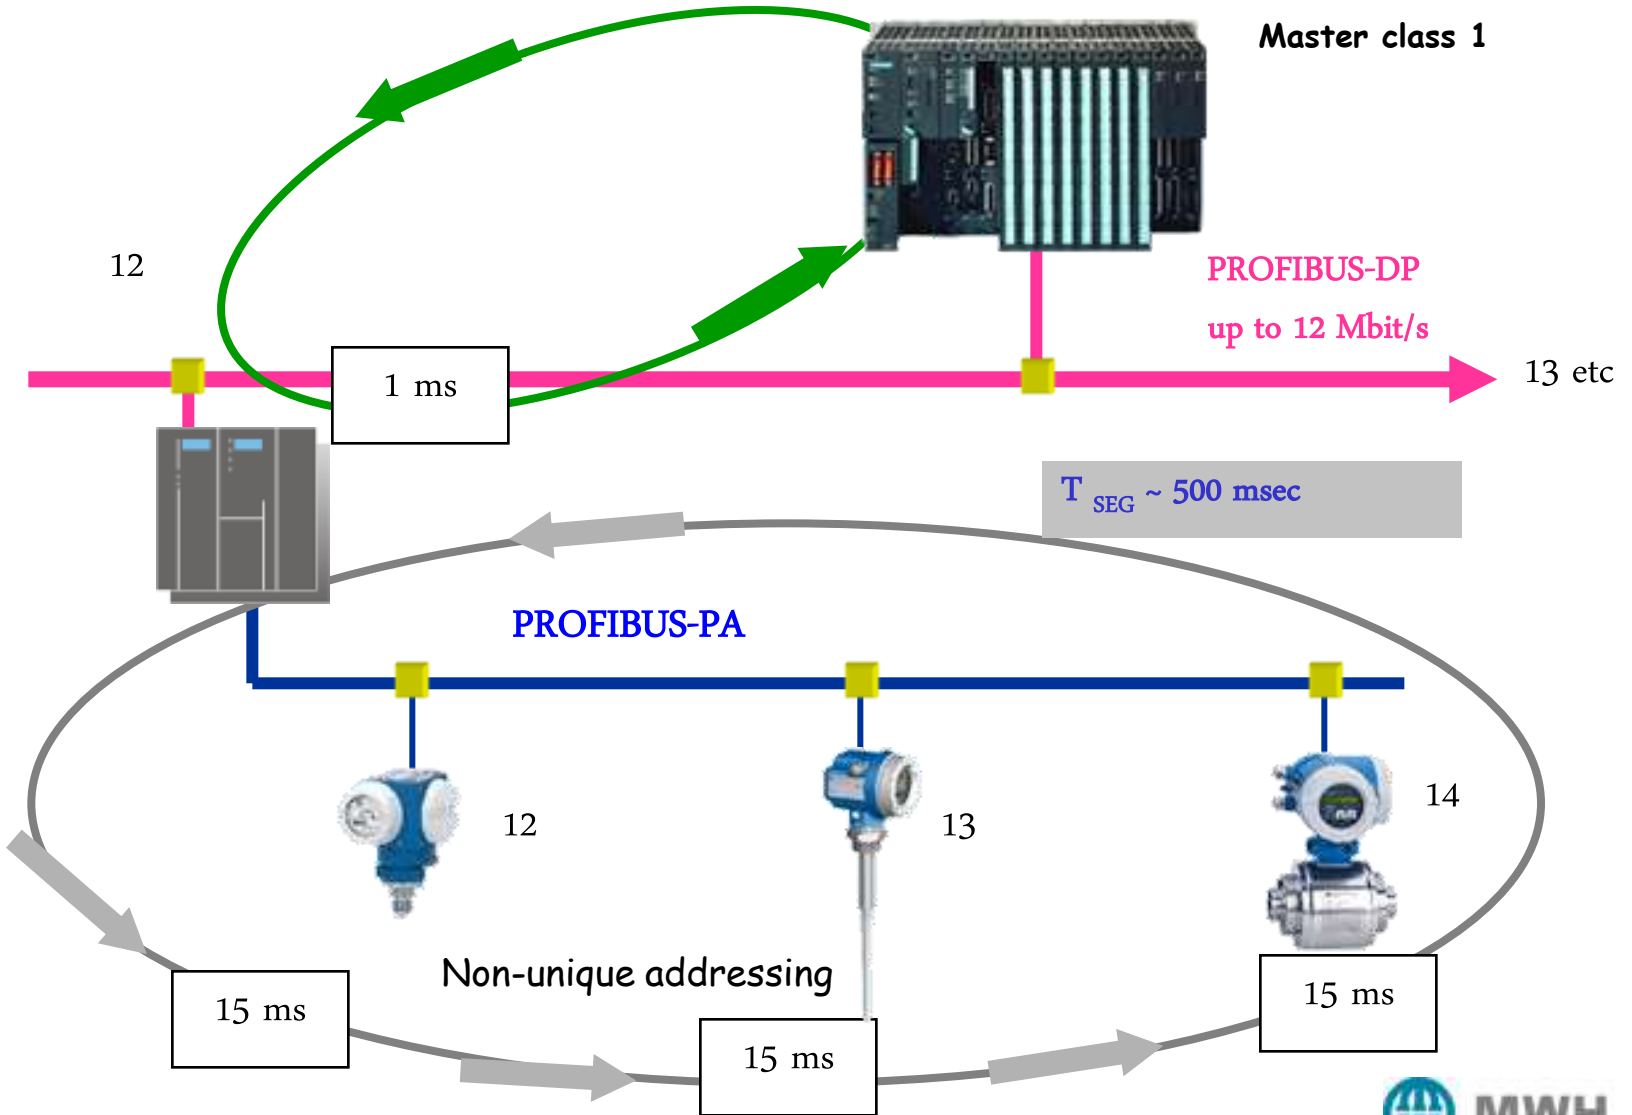 Master class 1
12
PROFIBUS-DP
up to 12 Mbit/s
1 ms
13 etc
T SEG ~ 500 msec
PROFIBUS-PA
12
13
14
Non-unique addressing
15 ms
15 ms
15 ms
MWH